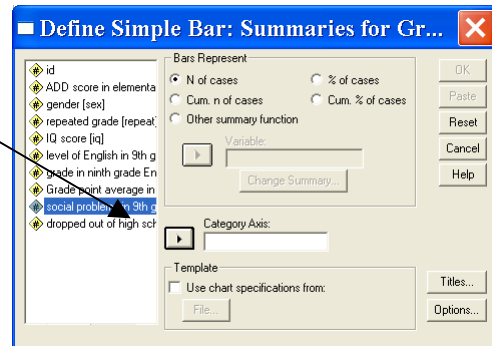 Define Simple Bar: Summaries for Gr...
id
ADD score in elementa
gender [sex]
repeated grade [repeat]
IQ score [iq]
level of English in 9th g
grade in ninth grade En
Grade point average in
social problems in 9th g
dropped out of high sch
Bars Represent
N of cases
% of cases
Cum. n of cases
Cum. % of cases
Other summary function
Variable:
Change Summary...
Category Axis:
Template
Use chart specifications from:
File...
OK
Paste
Reset
Cancel
Help
Titles...
Options...